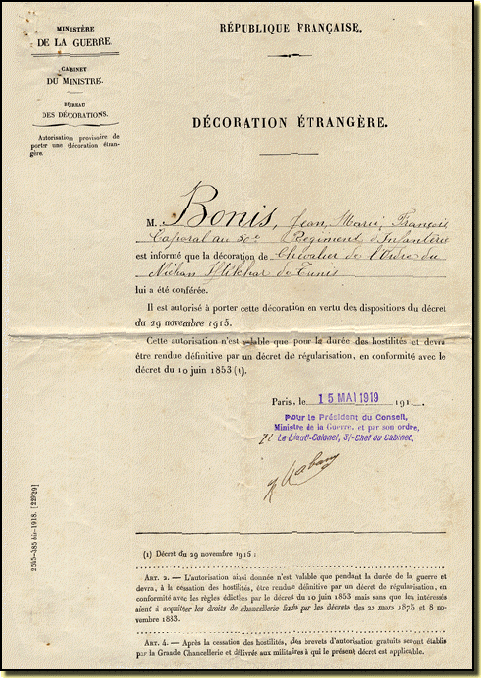 MINISTÈRE
DE LA GUERRE.
CABINET
DU MINISTRE.
BUREAU
DES DÉCORATIONS.
Autorisation provisoire de
porter une décoration étran-
gère.
RÉPUBLIQUE FRANÇAISE.
DÉCORATION ÉTRANGÈRE.
M. Bonis, Jean, Marie, François
Caporal au 20e Régiment d'Infanterie
est informé que la décoration de Chevalier de l'Ordre du
Nichan Iftikhar de Tunis
lui a été conférée.
Il est autorisé à porter cette décoration en vertu des dispositions du décret
du 29 novembre 1915.
Cette autorisation n'est valable que pour la durée des hostilités et devra
être rendue définitive par un décret de régularisation, en conformité avec le
décret du 10 juin 1853 (1).
Paris, le 15 MAI 1919 191 .
Pour le Président du Conseil,
Ministre de la Guerre, et par son ordre,
Le Lieut-Colonel, S/-Chef du Cabinet,
(1) Décret du 29 novembre 1915 :
ART. 2. — L'autorisation ainsi donnée n'est valable que pendant la durée de la guerre et
devra, à la cessation des hostilités, être rendue définitive par un décret de régularisation, en
conformité avec les règles édictées par le décret du 10 juin 1853 mais sans que les intéressés
aient à acquitter les droits de chancellerie fixés par les décrets des 22 mars 1875 et 8 no-
vembre 1883.
ART. 4. — Après la cessation des hostilités, des brevets d'autorisation gratuits seront établis
par la Grande Chancellerie et délivrés aux militaires à qui le présent décret est applicable.
2595-385 bis-1918. [22929]